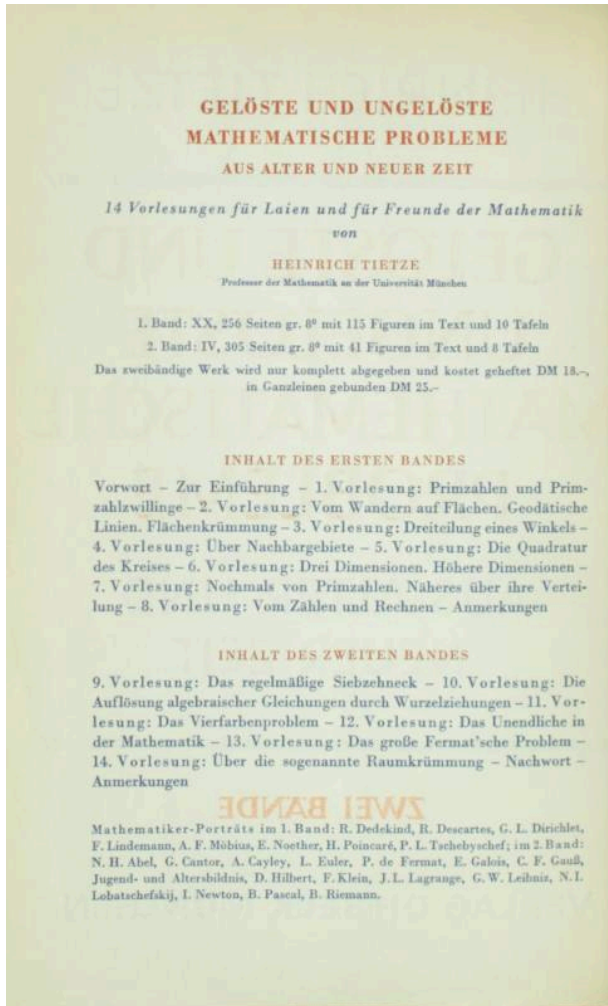 GELÖSTE UND UNGELÖSTE
MATHEMATISCHE PROBLEME
AUS ALTER UND NEUER ZEIT
14 Vorlesungen für Laien und für Freunde der Mathematik
von
HEINRICH TIETZE
Professor der Mathematik an der Universität München
1. Band: XX, 256 Seiten gr. 8⁰ mit 115 Figuren im Text und 10 Tafeln
2. Band: IV, 305 Seiten gr. 8⁰ mit 41 Figuren im Text und 8 Tafeln
Das zweibändige Werk wird nur komplett abgegeben und kostet geheftet DM 18.–,
in Ganzleinen gebunden DM 25.–
INHALT DES ERSTEN BANDES
Vorwort – Zur Einführung – 1. Vorlesung: Primzahlen und Prim-
zahlzwillinge – 2. Vorlesung: Vom Wandern auf Flächen. Geodätische
Linien. Flächenkrümmung – 3. Vorlesung: Dreiteilung eines Winkels –
4. Vorlesung: Über Nachbargebiete – 5. Vorlesung: Die Quadratur
des Kreises – 6. Vorlesung: Drei Dimensionen. Höhere Dimensionen –
7. Vorlesung: Nochmals von Primzahlen. Näheres über ihre Vertei-
lung – 8. Vorlesung: Vom Zählen und Rechnen – Anmerkungen
INHALT DES ZWEITEN BANDES
9. Vorlesung: Das regelmäßige Siebzehneck – 10. Vorlesung: Die
Auflösung algebraischer Gleichungen durch Wurzelziehungen – 11. Vor-
lesung: Das Vierfarbenproblem – 12. Vorlesung: Das Unendliche in
der Mathematik – 13. Vorlesung: Das große Fermat'sche Problem –
14. Vorlesung: Über die sogenannte Raumkrümmung – Nachwort –
Anmerkungen
ZWEI BÄNDE
Mathematiker-Porträts im 1. Band: R. Dedekind, R. Descartes, G. L. Dirichlet,
F. Lindemann, A. F. Möbius, E. Noether, H. Poincaré, P. L. Tschebyschef; im 2. Band:
N. H. Abel, G. Cantor, A. Cayley, L. Euler, P. de Fermat, E. Galois, C. F. Gauß,
Jugend- und Altersbildnis, D. Hilbert, F. Klein, J. L. Lagrange, G. W. Leibniz, N. I.
Lobatschefskij, I. Newton, B. Pascal, B. Riemann.